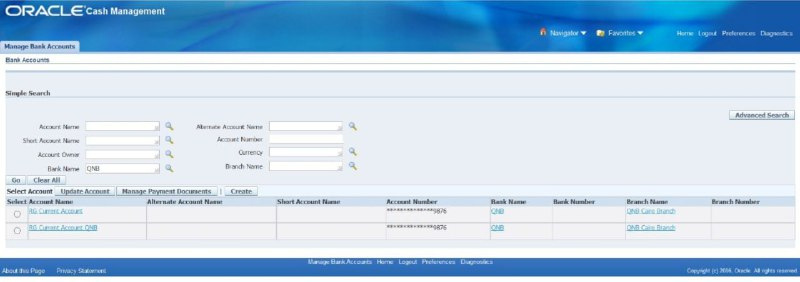 ORACLE Cash Management
Navigator Favorites Home Logout Preferences Diagnostics
Manage Bank Accounts
Bank Accounts
Simple Search
Advanced Search
Account Name Alternate Account Name
Short Account Name Account Number
Account Owner Currency
Bank Name QNB Branch Name
Go Clear All
Select Account Update Account Manage Payment Documents | Create
Select Account Name Alternate Account Name Short Account Name Account Number Bank Name Bank Number Branch Name Branch Number
RG Current Account **************9876 QNB QNB Cairo Branch
RG Current Account QNB **************9876 QNB QNB Cairo Branch
Manage Bank Accounts Home Logout Preferences Diagnostics
About this Page Privacy Statement Copyright (c) 2006, Oracle. All rights reserved.